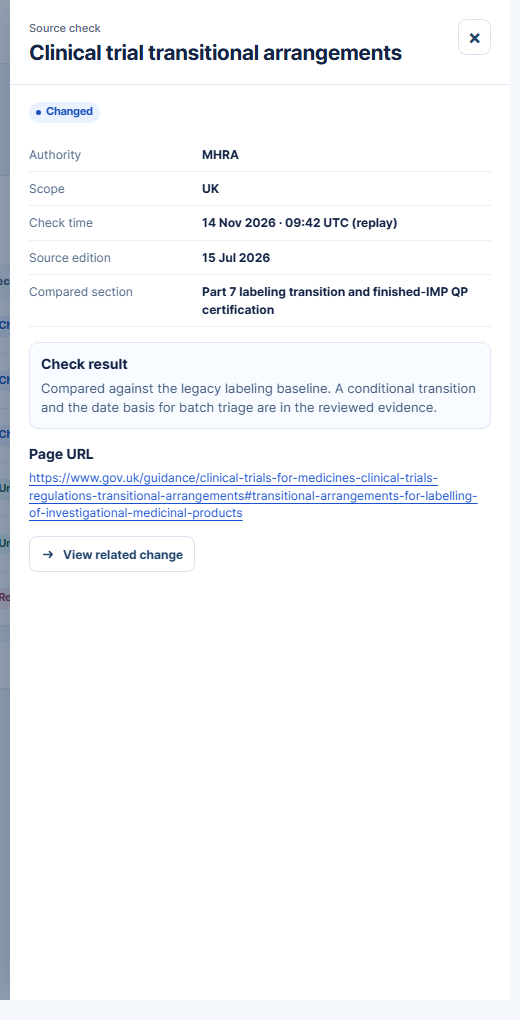 Source check
Clinical trial transitional arrangements
Changed
Authority
MHRA
Scope
UK
Check time
14 Nov 2026 · 09:42 UTC (replay)
Source edition
15 Jul 2026
Compared section
Part 7 labeling transition and finished-IMP QP
certification
Check result
Compared against the legacy labeling baseline. A conditional transition
and the date basis for batch triage are in the reviewed evidence.
Page URL
https://www.gov.uk/guidance/clinical-trials-for-medicines-clinical-trials-
regulations-transitional-arrangements#transitional-arrangements-for-labelling-
of-investigational-medicinal-products
→ View related change